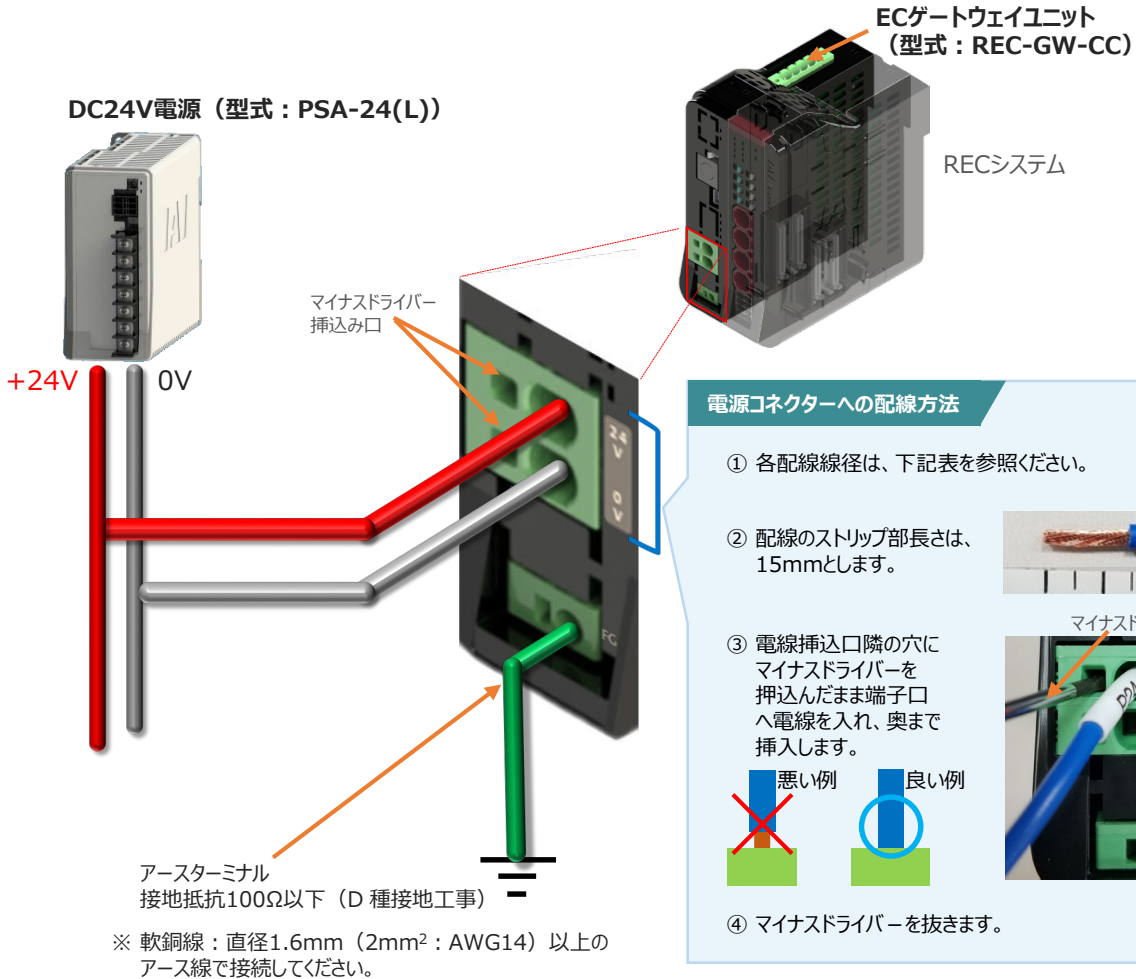 ECゲートウェイユニット
（型式：REC-GW-CC）
DC24V電源（型式：PSA-24(L)）
RECシステム
IAI
マイナスドライバー
挿込み口
+24V
0V
24V
0V
FG
電源コネクターへの配線方法
① 各配線線径は、下記表を参照ください。
② 配線のストリップ部長さは、
15mmとします。
マイナスド
③ 電線挿込口隣の穴に
マイナスドライバーを
押込んだまま端子口
へ電線を入れ、奥まで
挿入します。
悪い例
良い例
④ マイナスドライバーを抜きます。
アースターミナル
接地抵抗100Ω以下（D 種接地工事）
※ 軟銅線：直径1.6mm（2mm²：AWG14）以上の
アース線で接続してください。